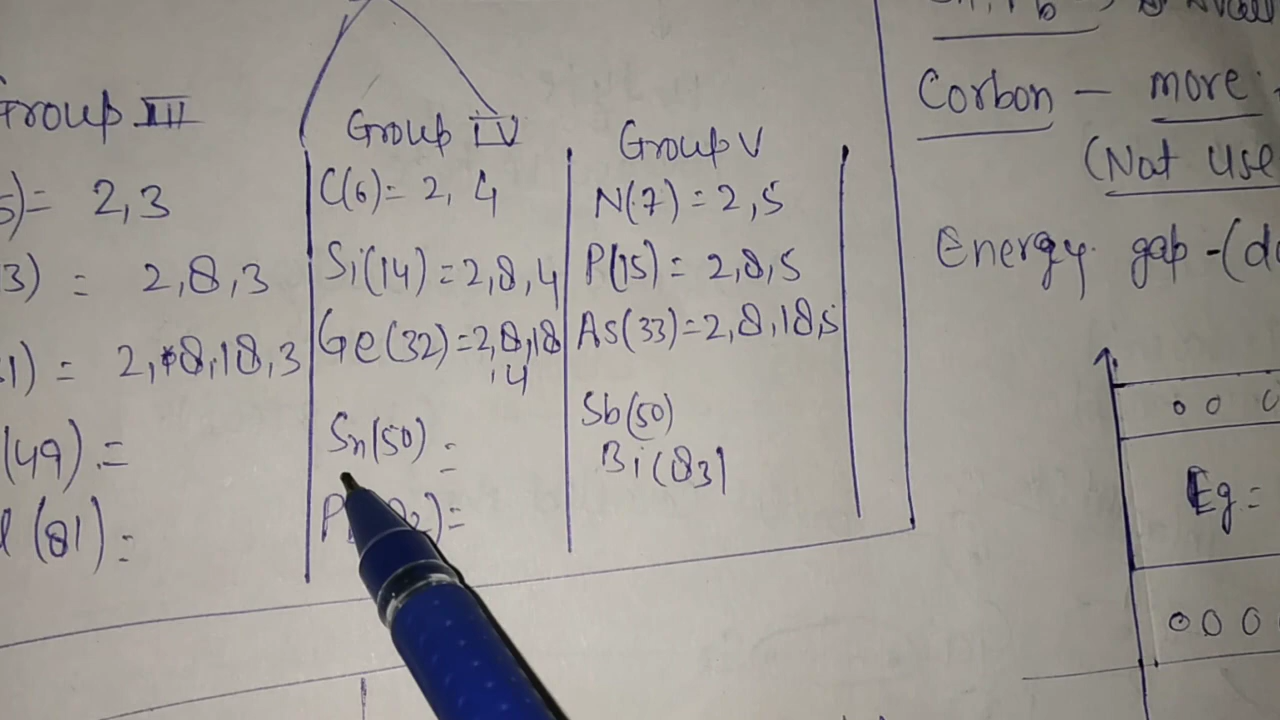 Group III
5)= 2,3
3) = 2,8,3
1) = 2,8,18,3
(49) =
l (81) =
Group IV
C(6)= 2, 4
Si(14)=2,8,4
Ge(32)=2,8,18
,4
Sn(50) =
P 2)=
Group V
N(7)=2,5
P(15)= 2,8,5
As(33)=2,8,18,5
Sb(50)
Bi(83)
Corbon - more
(Not use
Energy gap -(d
Eg =